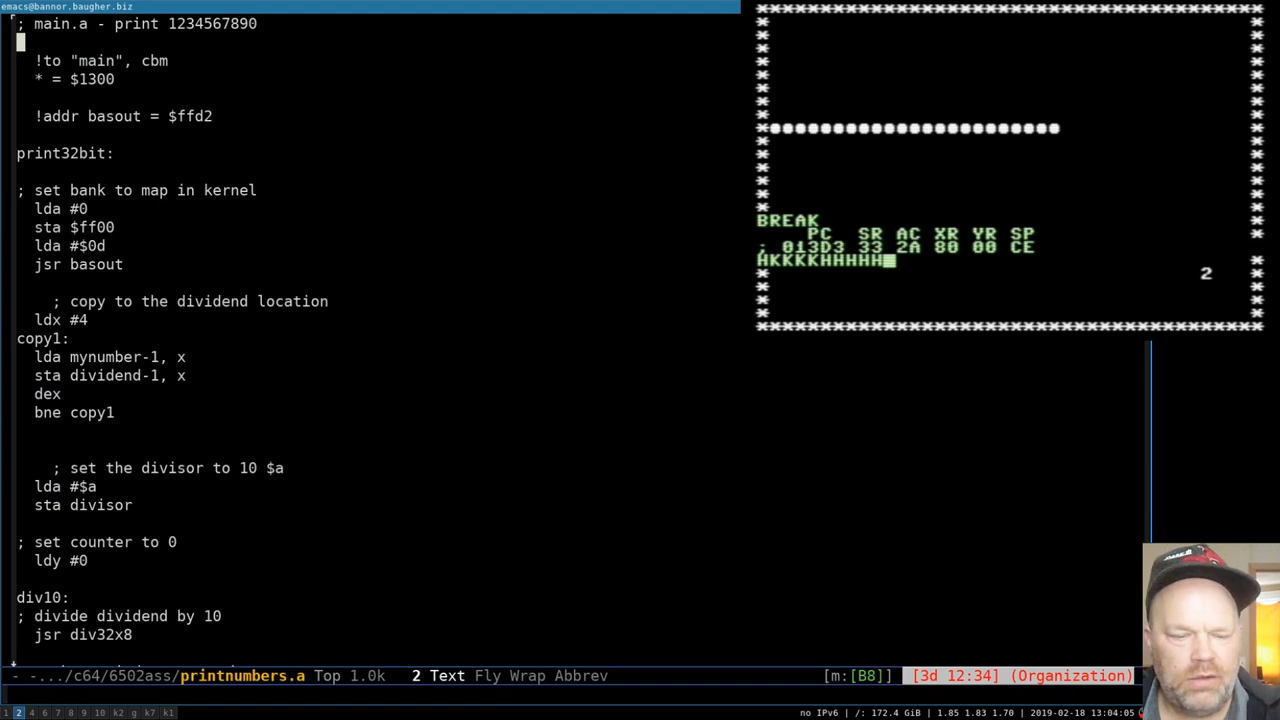 emacs@bannor.baugher.biz
; main.a - print 1234567890
!to "main", cbm
* = $1300
!addr basout = $ffd2
print32bit:
; set bank to map in kernel
lda #0
sta $ff00
lda #$0d
jsr basout
; copy to the dividend location
ldx #4
copy1:
lda mynumber-1, x
sta dividend-1, x
dex
bne copy1
; set the divisor to 10 $a
lda #$a
sta divisor
; set counter to 0
ldy #0
div10:
; divide dividend by 10
jsr div32x8
- -.../c64/6502ass/printnumbers.a Top 1.0k 2 Text Fly Wrap Abbrev [m:[B8]] [3d 12:34] (Organization)
1 2 4 6 7 8 9 10 k2 g k7 k1
no IPv6 | /: 172.4 GiB | 1.85 1.83 1.70 | 2019-02-18 13:04:05
****************************************
BREAK
PC SR AC XR YR SP
; 013D3 33 2A 80 00 CE
HKKKKHHHHH
2
****************************************